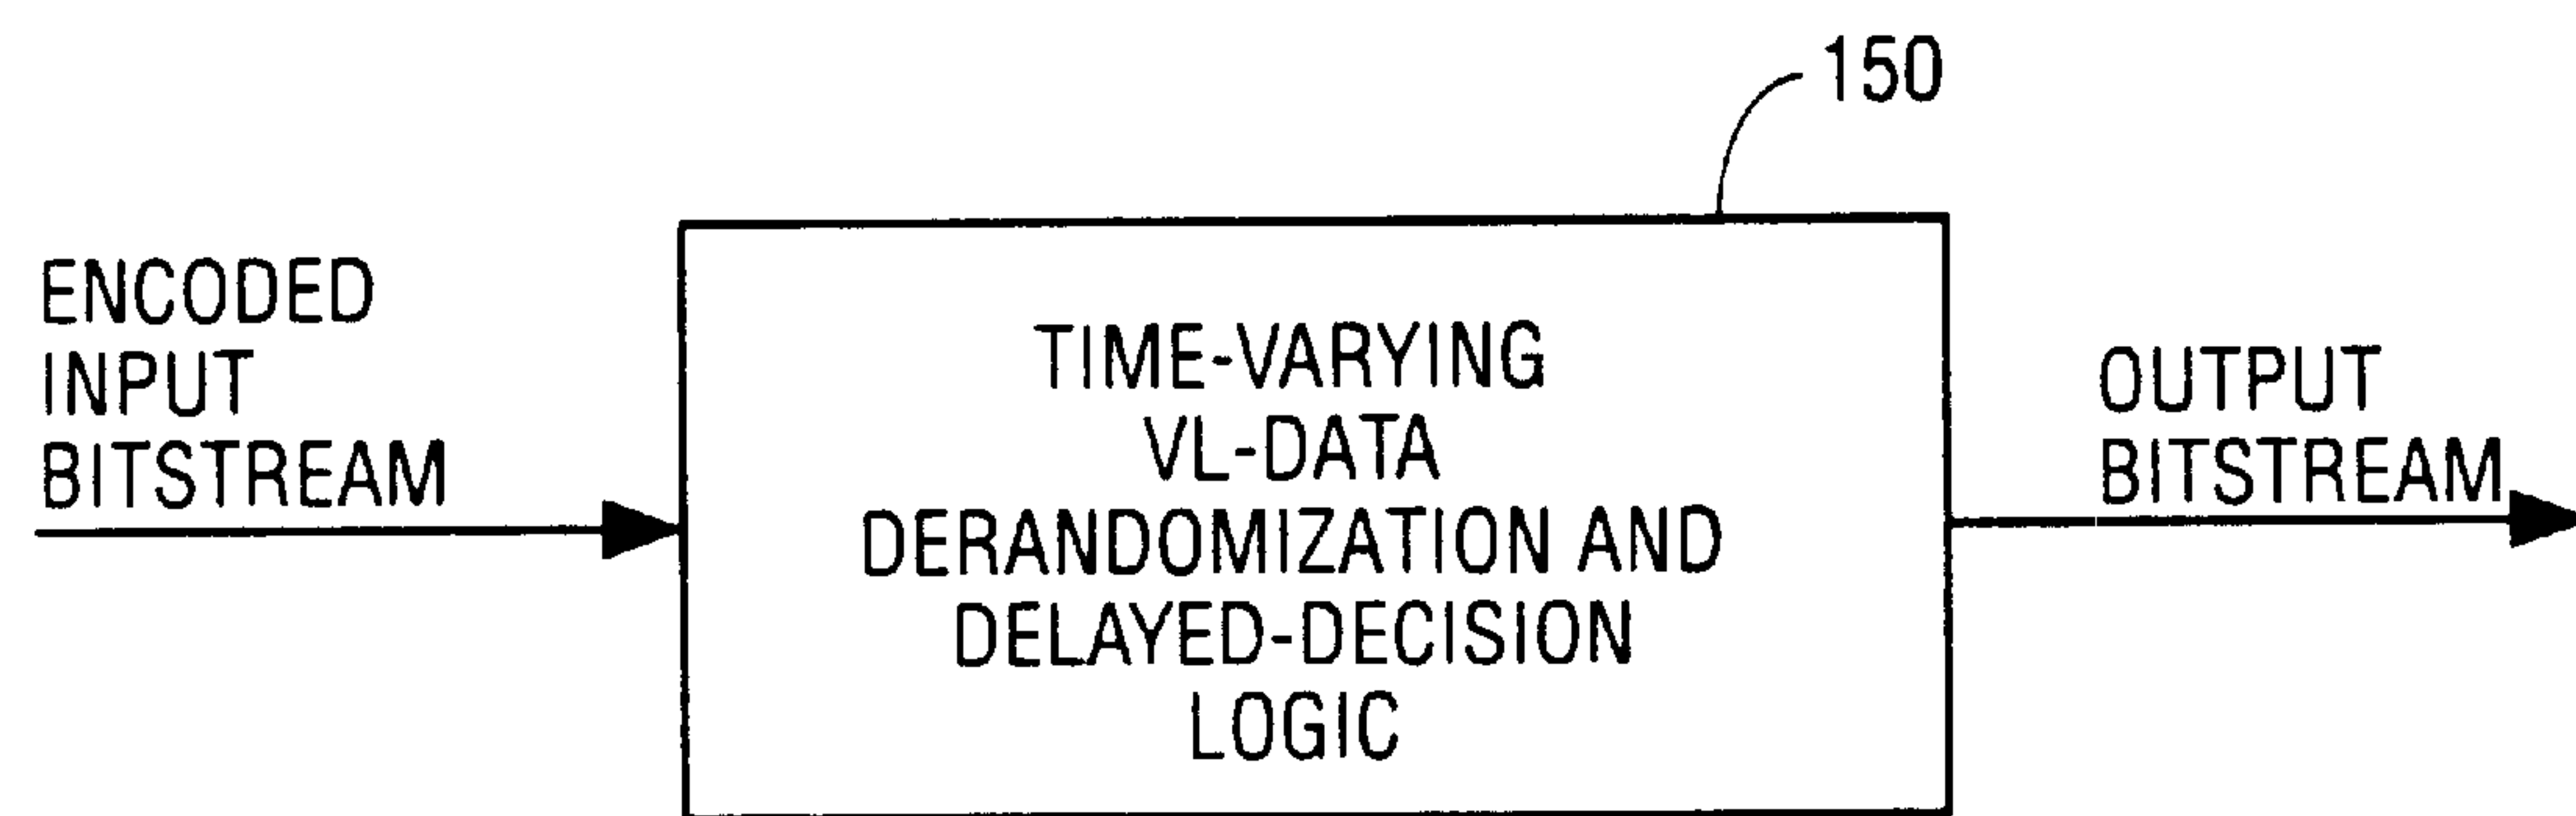 150
ENCODED
INPUT
BITSTREAM
TIME-VARYING
VL-DATA
DERANDOMIZATION AND
DELAYED-DECISION
LOGIC
OUTPUT
BITSTREAM